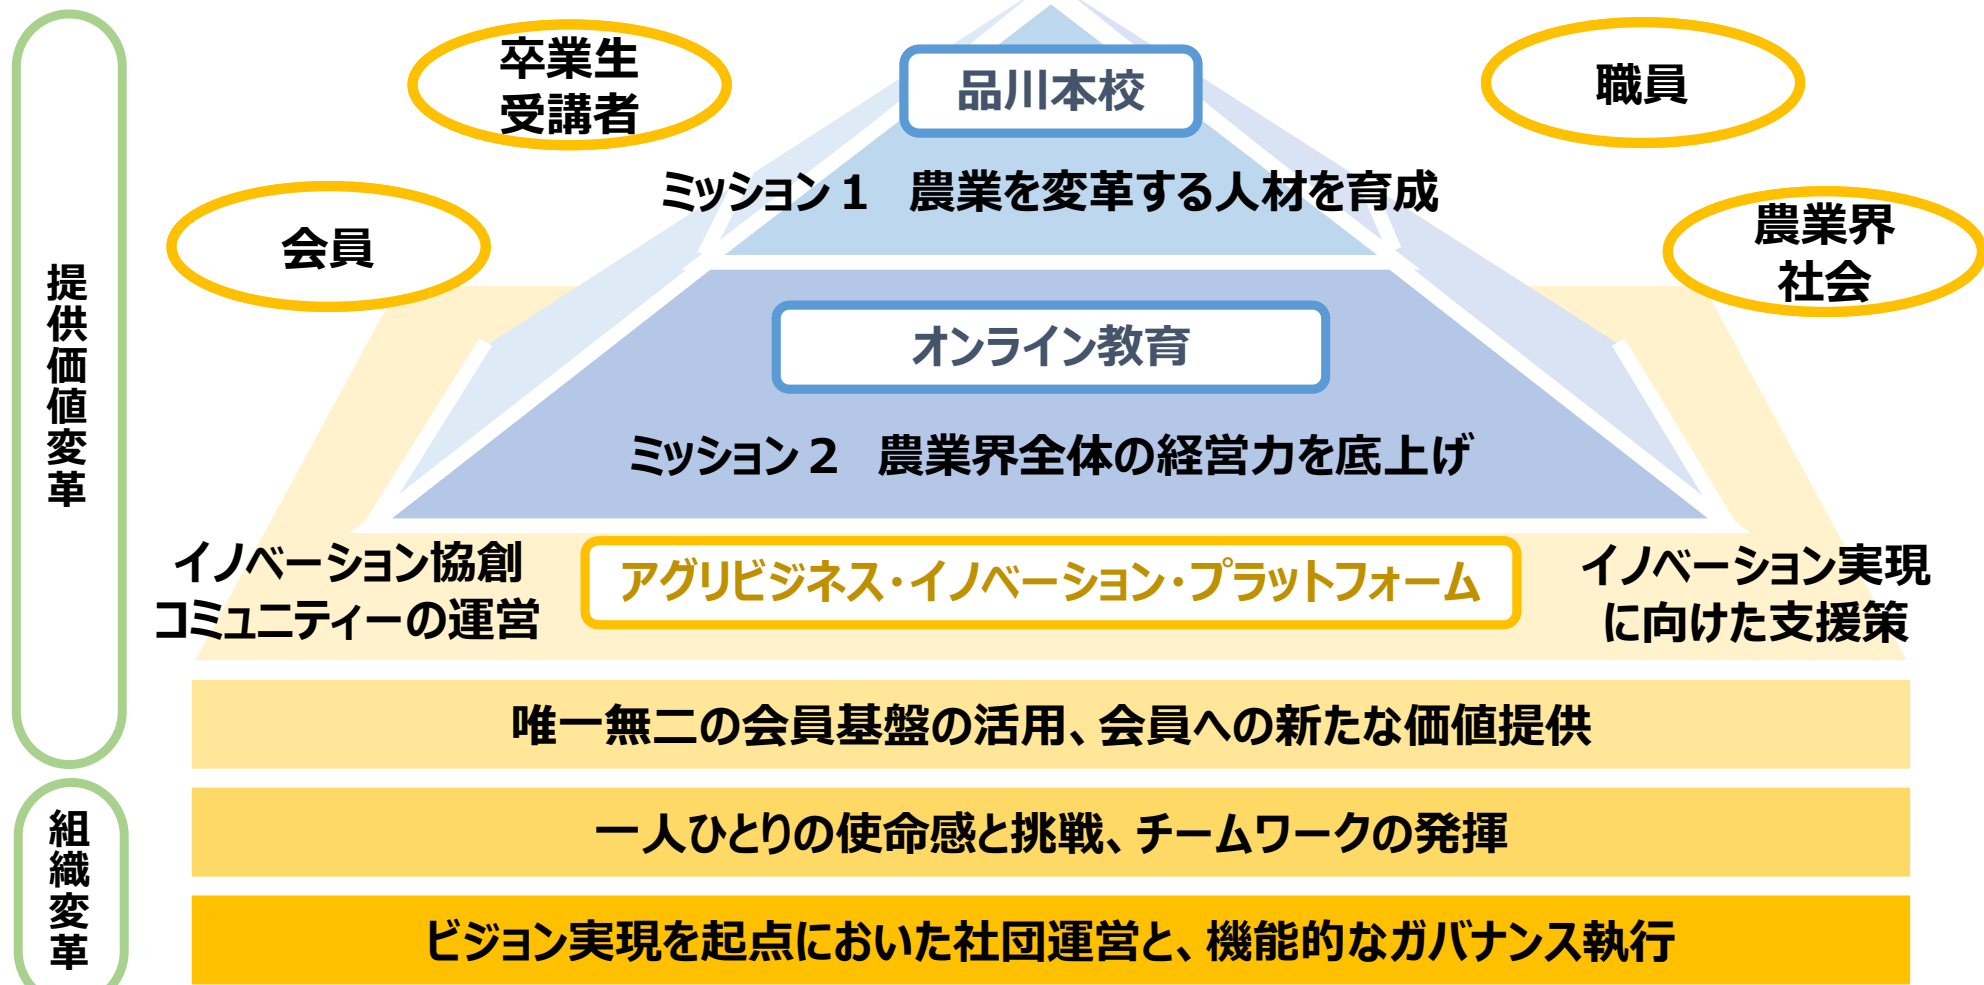 提供価値変革
組織変革
卒業生
受講者
品川本校
職員
ミッション１　農業を変革する人材を育成
会員
農業界
社会
オンライン教育
ミッション２　農業界全体の経営力を底上げ
イノベーション協創
コミュニティーの運営
アグリビジネス・イノベーション・プラットフォーム
イノベーション実現
に向けた支援策
唯一無二の会員基盤の活用、会員への新たな価値提供
一人ひとりの使命感と挑戦、チームワークの発揮
ビジョン実現を起点においた社団運営と、機能的なガバナンス執行